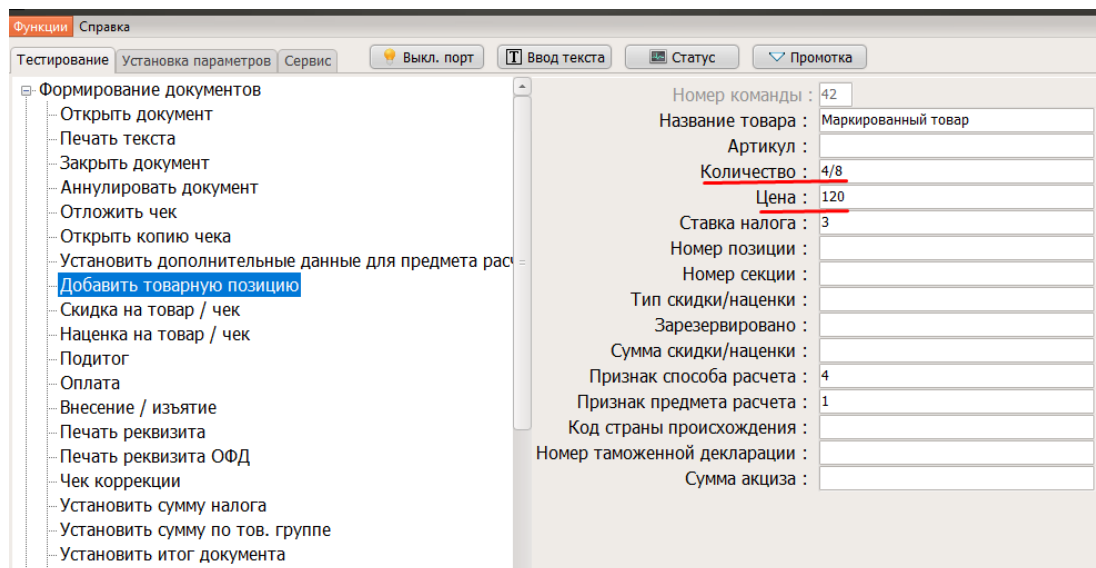 Функции Справка
Тестирование Установка параметров Сервис Выкл. порт Ввод текста Статус Промотка
Формирование документов
Открыть документ
Печать текста
Закрыть документ
Аннулировать документ
Отложить чек
Открыть копию чека
Установить дополнительные данные для предмета рас
Добавить товарную позицию
Скидка на товар / чек
Наценка на товар / чек
Подитог
Оплата
Внесение / изъятие
Печать реквизита
Печать реквизита ОФД
Чек коррекции
Установить сумму налога
Установить сумму по тов. группе
Установить итог документа
Номер команды : 42
Название товара : Маркированный товар
Артикул :
Количество : 4/8
Цена : 120
Ставка налога : 3
Номер позиции :
Номер секции :
Тип скидки/наценки :
Зарезервировано :
Сумма скидки/наценки :
Признак способа расчета : 4
Признак предмета расчета : 1
Код страны происхождения :
Номер таможенной декларации :
Сумма акциза :